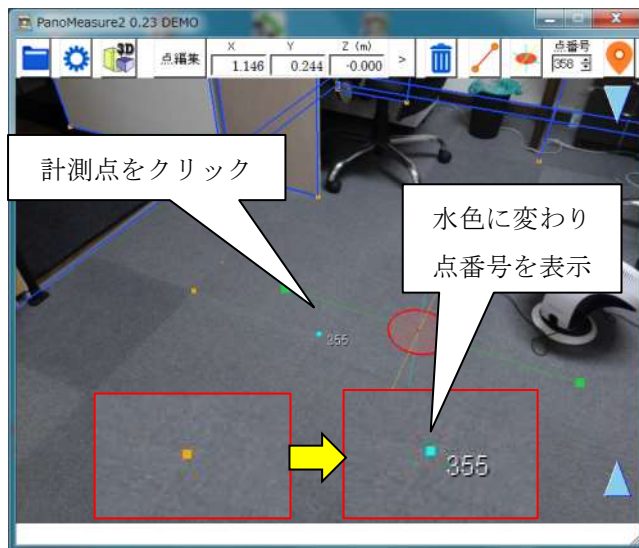 PanoMeasure2 0.23 DEMO
3D
点編集
X Y Z (m)
1.146 0.244 -0.000
>
点番号
358
計測点をクリック
水色に変わり
点番号を表示
355
355